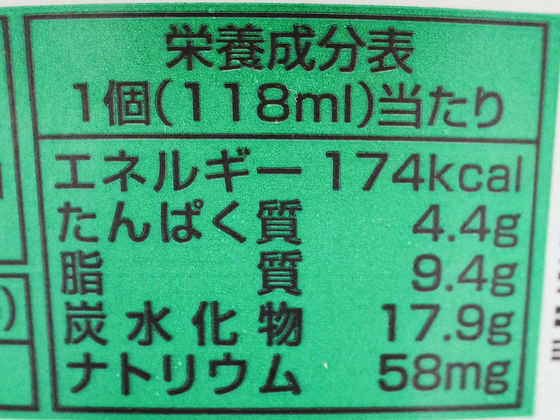 栄養成分表
1個(118ml)当たり
エネルギー 174kcal
たんぱく質 4.4g
脂質 9.4g
炭水化物 17.9g
ナトリウム 58mg